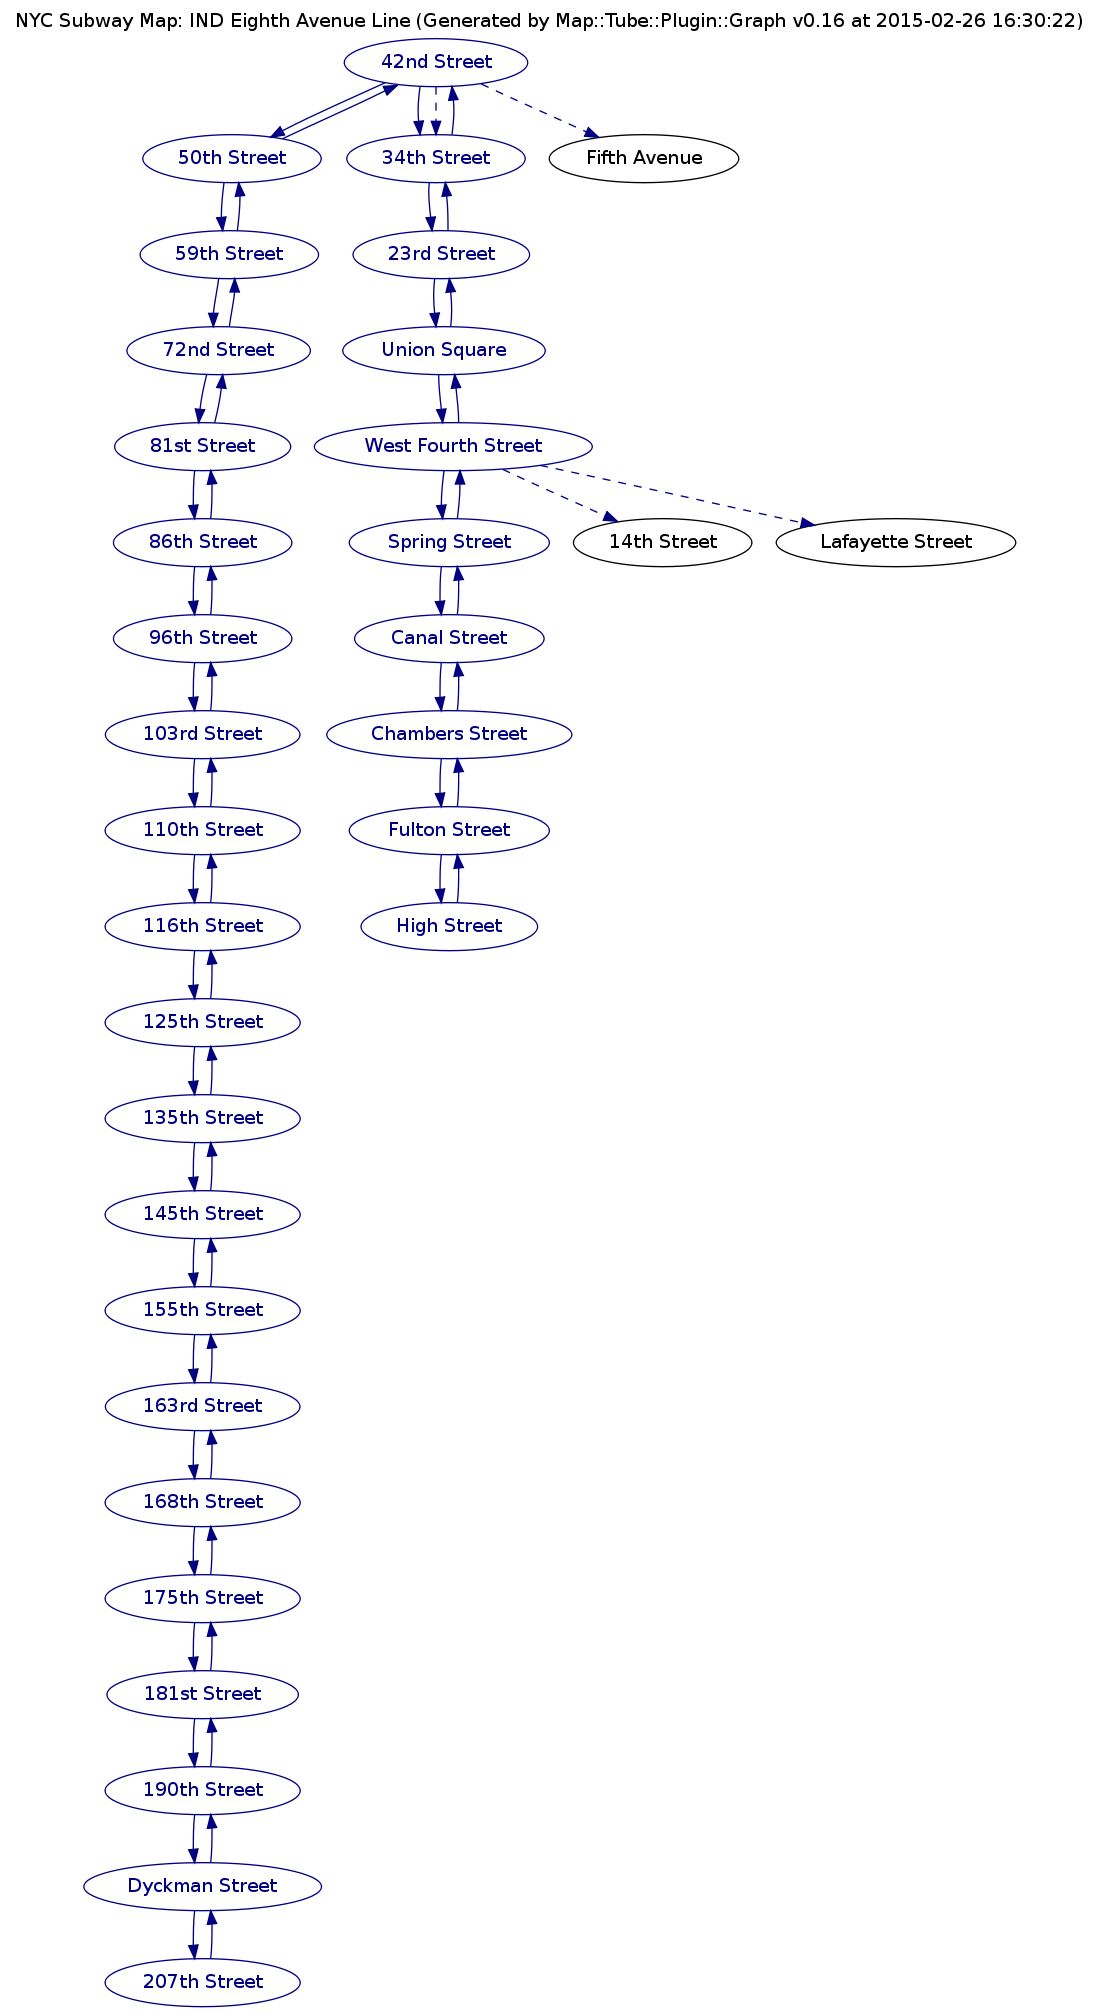 NYC Subway Map: IND Eighth Avenue Line (Generated by Map::Tube::Plugin::Graph v0.16 at 2015-02-26 16:30:22)
42nd Street
50th Street
34th Street
Fifth Avenue
59th Street
23rd Street
72nd Street
Union Square
81st Street
West Fourth Street
86th Street
Spring Street
14th Street
Lafayette Street
96th Street
Canal Street
103rd Street
Chambers Street
110th Street
Fulton Street
116th Street
High Street
125th Street
135th Street
145th Street
155th Street
163rd Street
168th Street
175th Street
181st Street
190th Street
Dyckman Street
207th Street